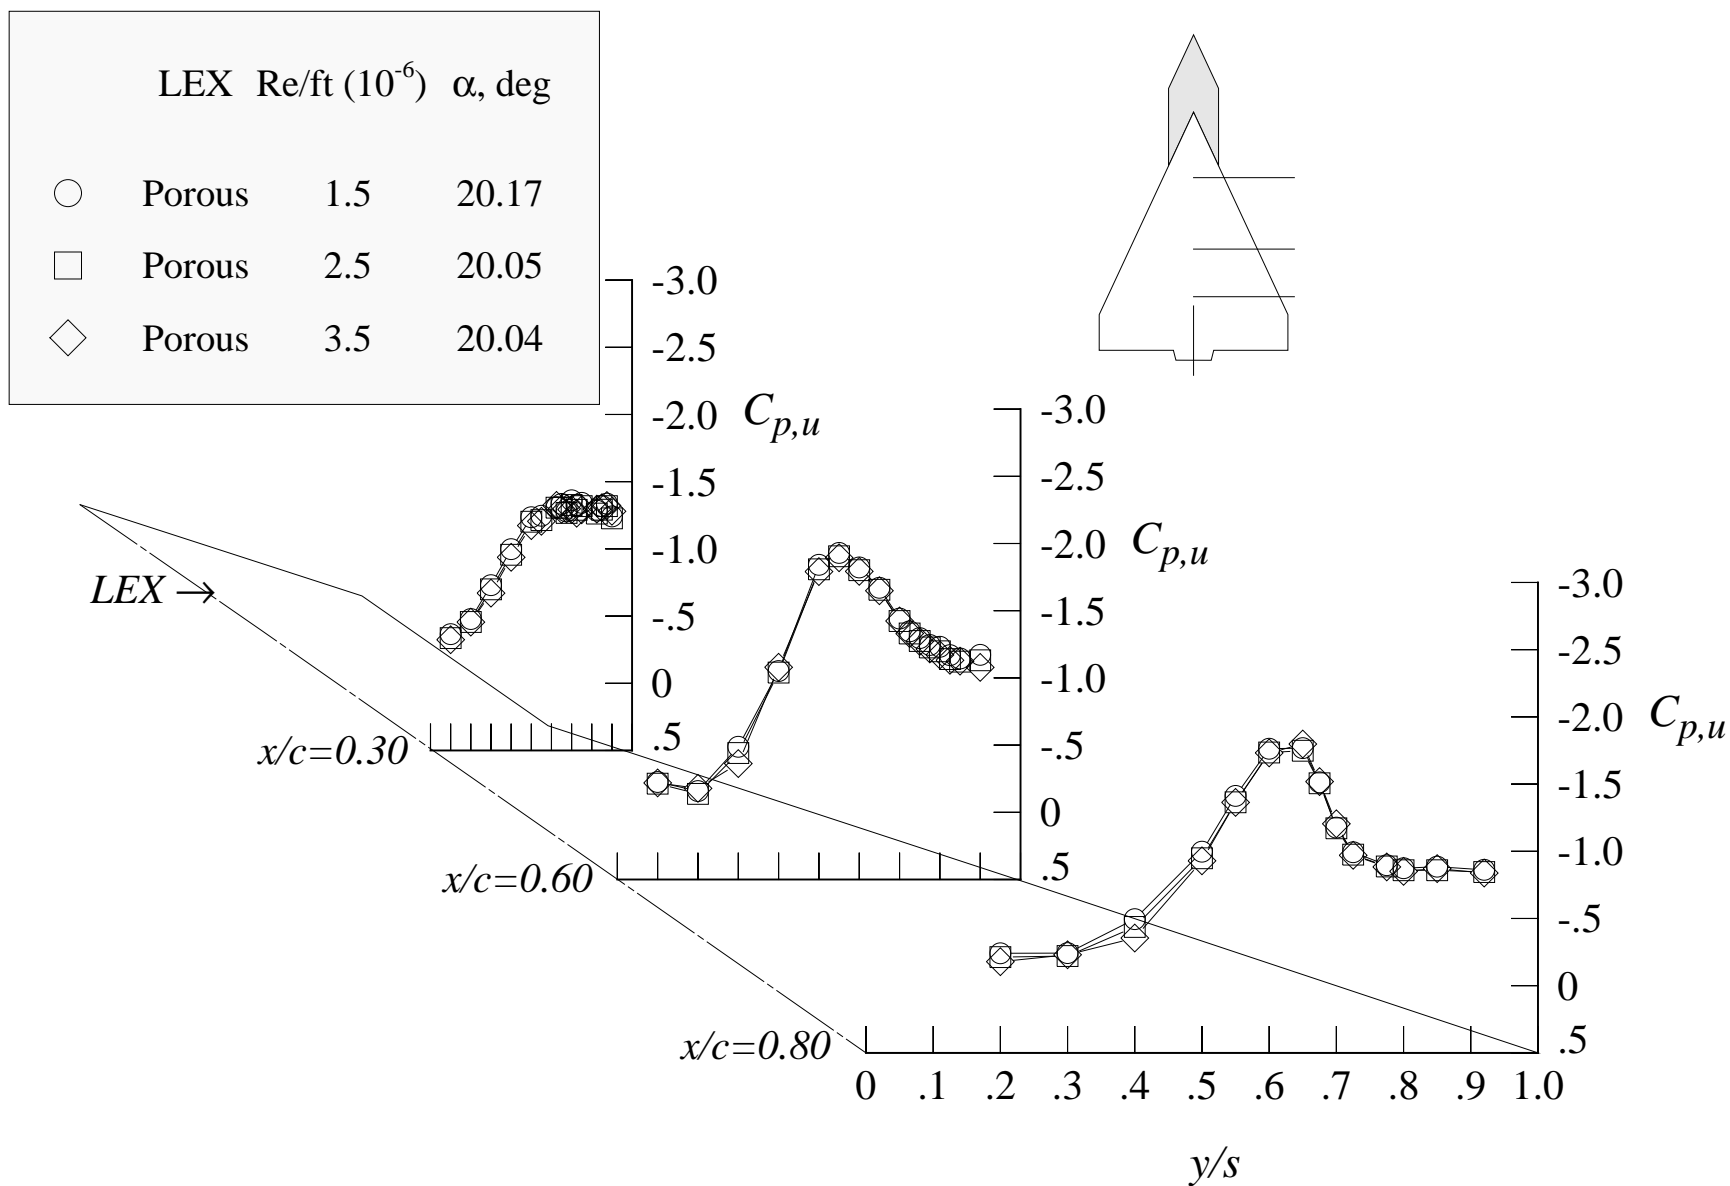 LEX Re/ft (10⁻⁶) α, deg
Porous 1.5 20.17
Porous 2.5 20.05
Porous 3.5 20.04
-3.0
-2.5
-2.0 Cp,u
-1.5
-1.0
-.5
0
.5
x/c=0.30
LEX →
-3.0
-2.5
-2.0 Cp,u
-1.5
-1.0
-.5
0
.5
x/c=0.60
-3.0
-2.5
-2.0 Cp,u
-1.5
-1.0
-.5
0
.5
x/c=0.80
0 .1 .2 .3 .4 .5 .6 .7 .8 .9 1.0
y/s